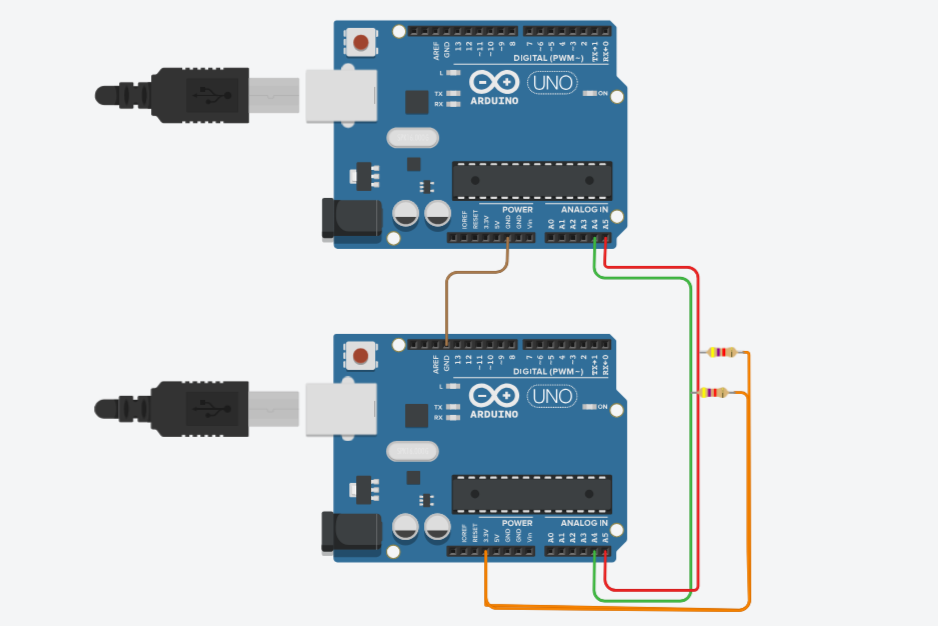 AREF
GND
13
12
~11
~10
~9
8
7
~6
~5
4
~3
2
TX→1
RX←0
DIGITAL (PWM~)
L
TX
RX
ARDUINO
UNO
ON
POWER
ANALOG IN
IOREF
RESET
3.3V
5V
GND
GND
Vin
A0
A1
A2
A3
A4
A5
AREF
GND
13
12
~11
~10
~9
8
7
~6
~5
4
~3
2
TX→1
RX←0
DIGITAL (PWM~)
L
TX
RX
ARDUINO
UNO
ON
POWER
ANALOG IN
IOREF
RESET
3.3V
5V
GND
GND
Vin
A0
A1
A2
A3
A4
A5